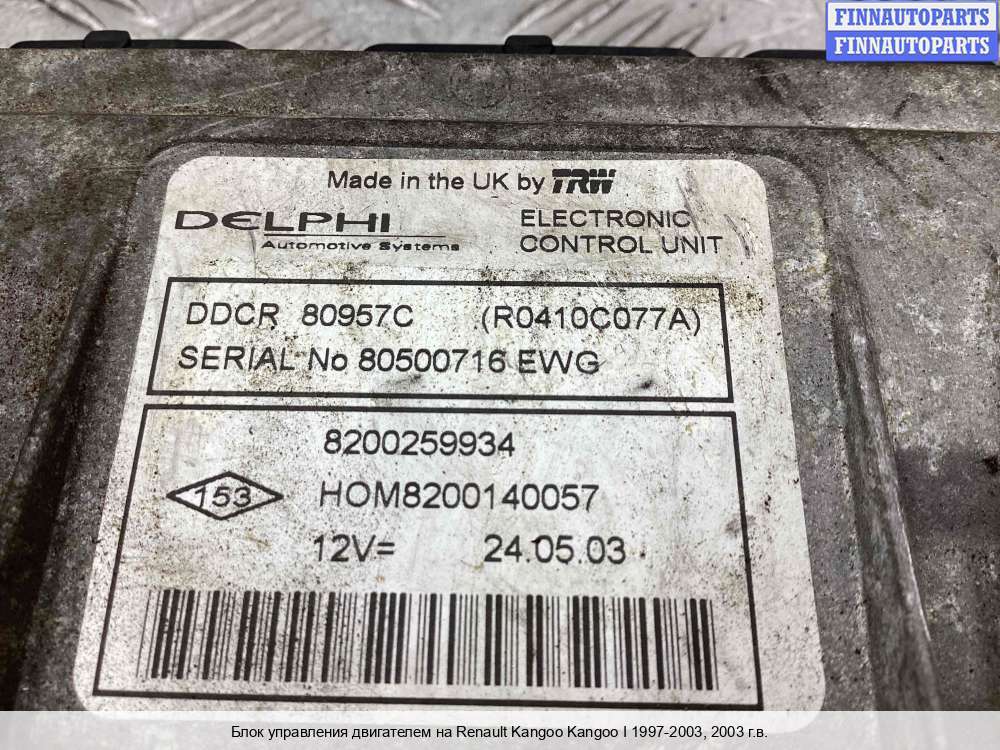 FINNAUTOPARTS
FINNAUTOPARTS
Made in the UK by TRW
DELPHI
Automotive Systems
ELECTRONIC
CONTROL UNIT
DDCR 80957C (R0410C077A)
SERIAL No 80500716 EWG
8200259934
153
HOM8200140057
12V= 24.05.03
Блок управления двигателем на Renault Kangoo Kangoo I 1997-2003, 2003 г.в.